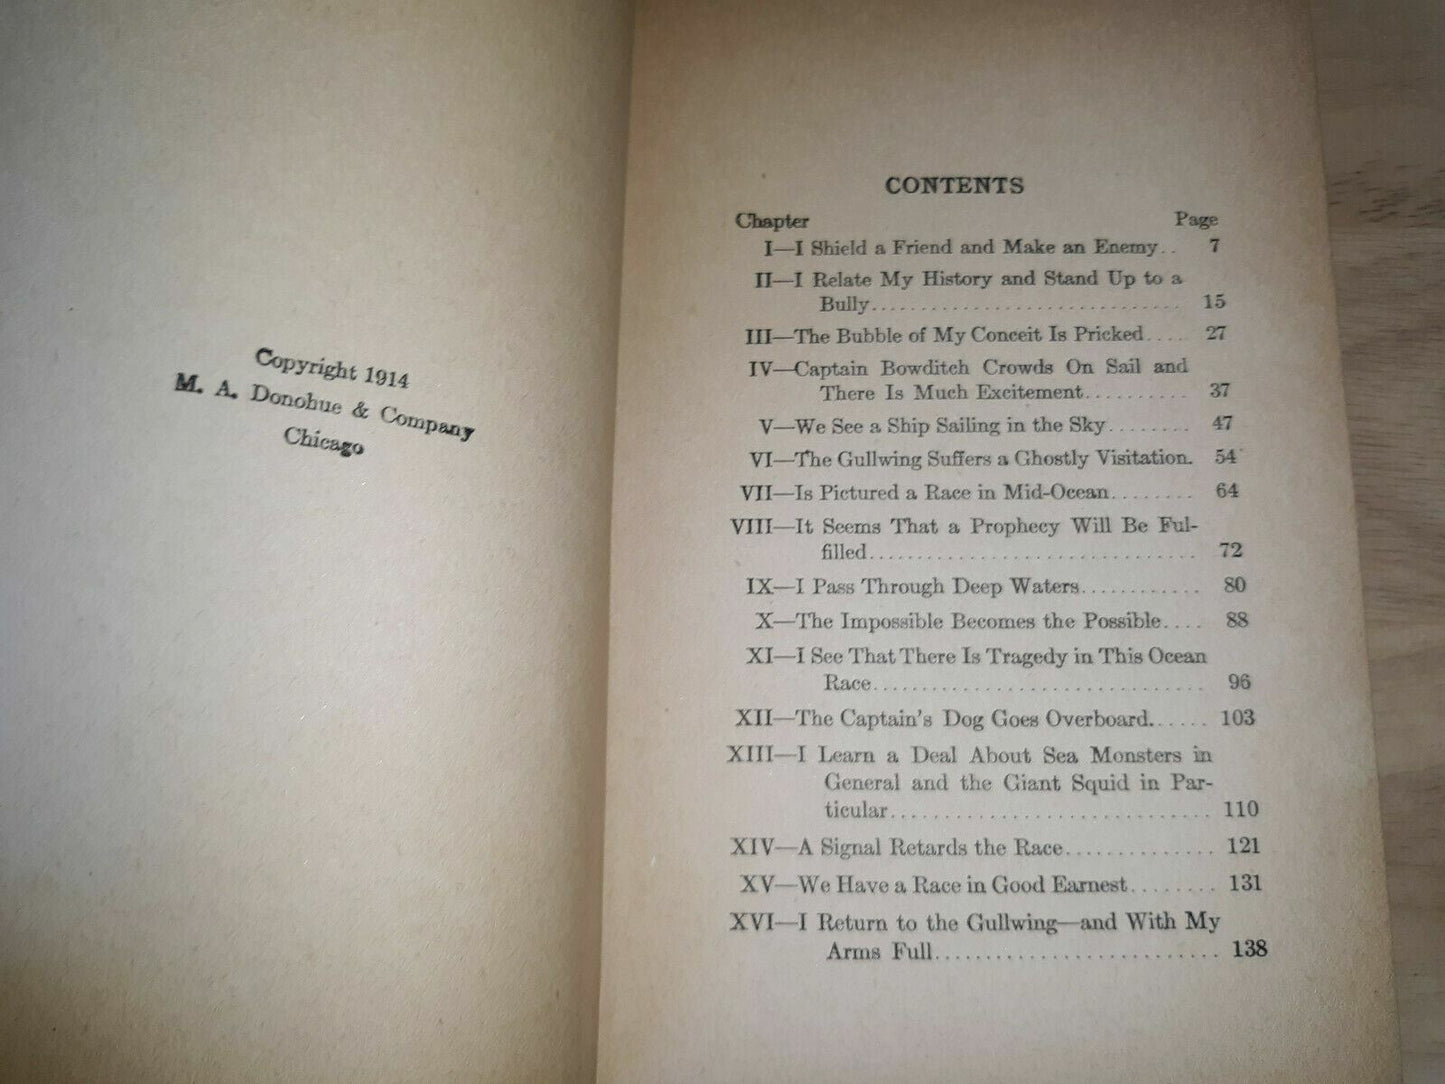 Copyright 1914
M. A. Donohue & Company
Chicago
CONTENTS
Chapter Page
I—I Shield a Friend and Make an Enemy.. 7
II—I Relate My History and Stand Up to a
Bully.............................. 15
III—The Bubble of My Conceit Is Pricked.... 27
IV—Captain Bowditch Crowds On Sail and
There Is Much Excitement.......... 37
V—We See a Ship Sailing in the Sky........ 47
VI—The Gullwing Suffers a Ghostly Visitation. 54
VII—Is Pictured a Race in Mid-Ocean........ 64
VIII—It Seems That a Prophecy Will Be Ful-
filled............................... 72
IX—I Pass Through Deep Waters............ 80
X—The Impossible Becomes the Possible.... 88
XI—I See That There Is Tragedy in This Ocean
Race............................... 96
XII—The Captain's Dog Goes Overboard...... 103
XIII—I Learn a Deal About Sea Monsters in
General and the Giant Squid in Par-
ticular.............................. 110
XIV—A Signal Retards the Race............. 121
XV—We Have a Race in Good Earnest........ 131
XVI—I Return to the Gullwing—and With My
Arms Full.......................... 138